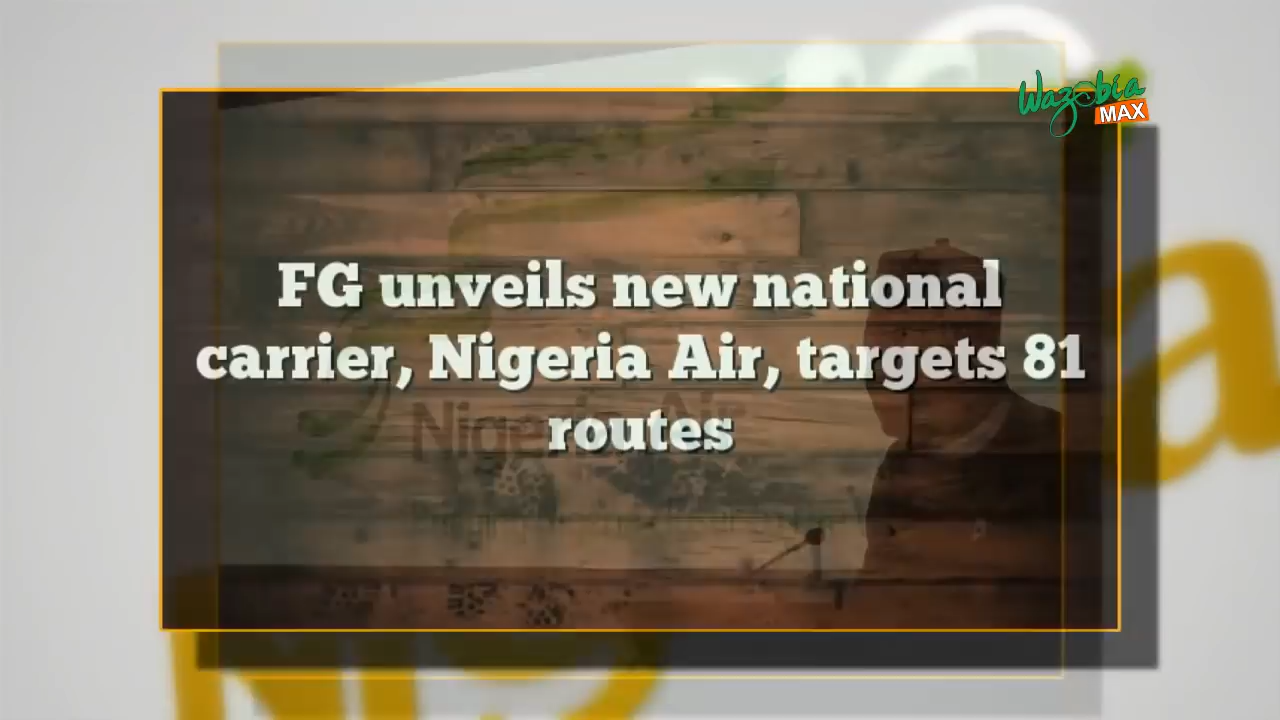 Wazobia
MAX
FG unveils new national
carrier, Nigeria Air, targets 81
routes